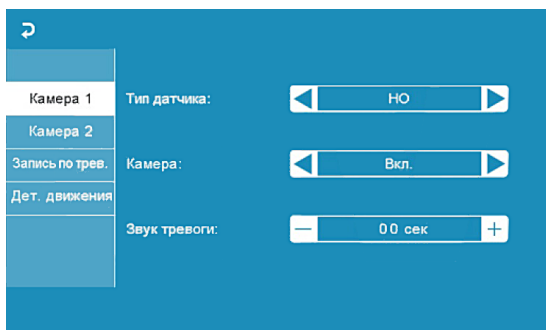 Камера 1
Тип датчика:
НО
Камера 2
Запись по трев.
Камера:
Вкл.
Дет. движения
Звук тревоги:
00 сек